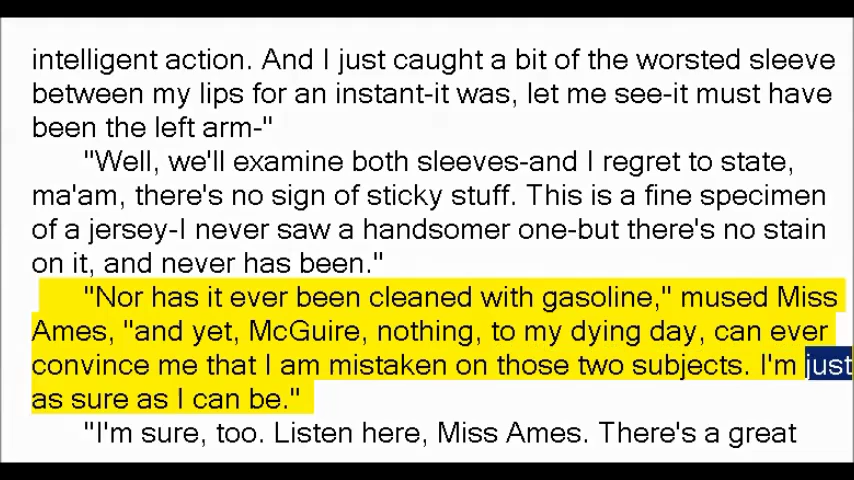 intelligent action. And I just caught a bit of the worsted sleeve
between my lips for an instant-it was, let me see-it must have
been the left arm-"
"Well, we'll examine both sleeves-and I regret to state,
ma'am, there's no sign of sticky stuff. This is a fine specimen
of a jersey-I never saw a handsomer one-but there's no stain
on it, and never has been."
"Nor has it ever been cleaned with gasoline," mused Miss
Ames, "and yet, McGuire, nothing, to my dying day, can ever
convince me that I am mistaken on those two subjects. I'm just
as sure as I can be."
"I'm sure, too. Listen here, Miss Ames. There's a great